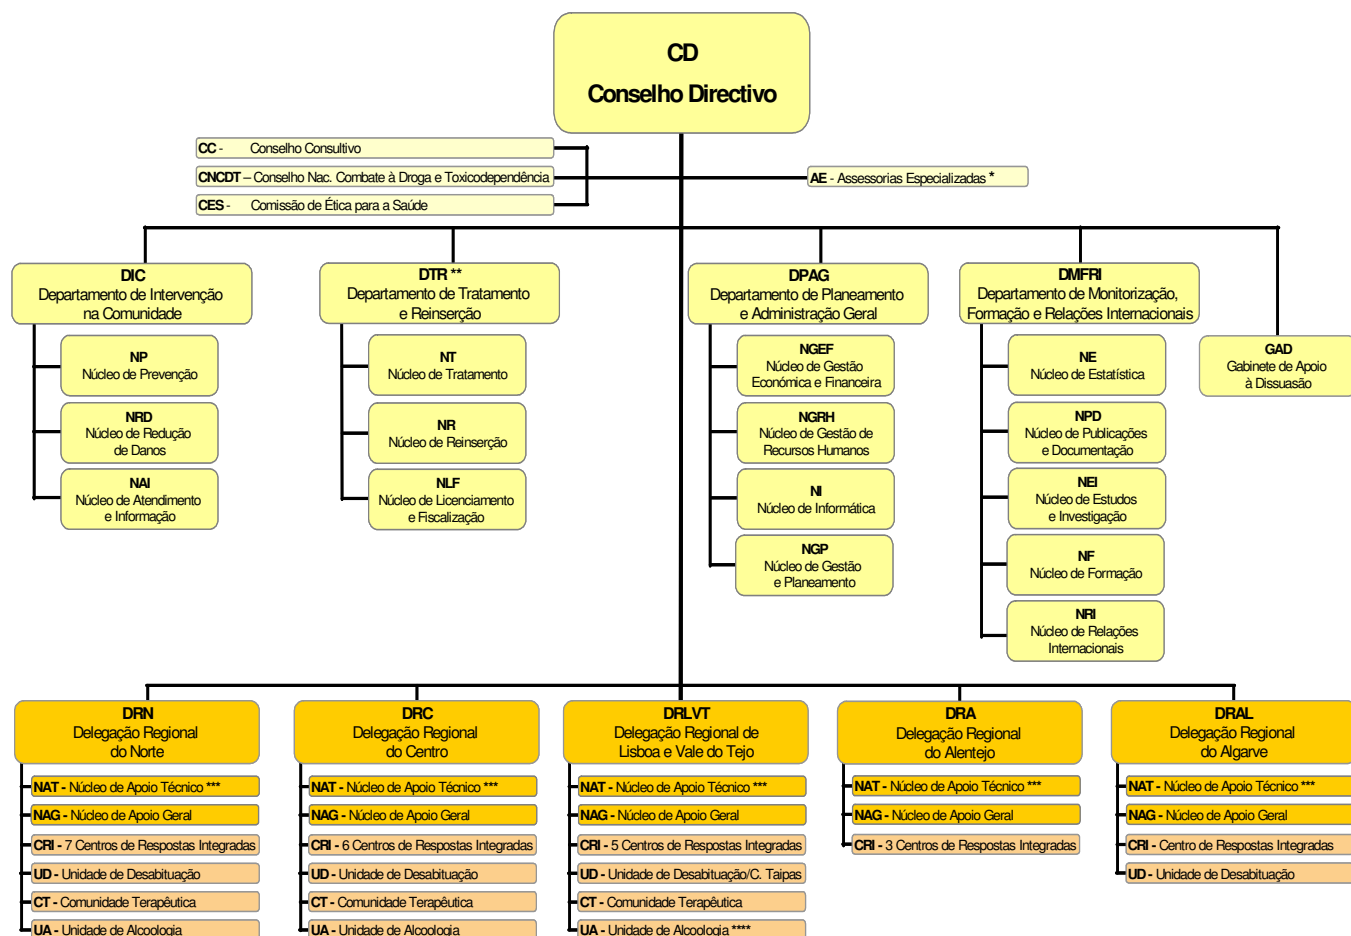 CD
Conselho Directivo
CC - Conselho Consultivo
CNCDT – Conselho Nac. Combate à Droga e Toxicodependência
CES - Comissão de Ética para a Saúde
AE - Assessorias Especializadas *
DIC
Departamento de Intervenção
na Comunidade
NP
Núcleo de Prevenção
NRD
Núcleo de Redução
de Danos
NAI
Núcleo de Atendimento
e Informação
DTR **
Departamento de Tratamento
e Reinserção
NT
Núcleo de Tratamento
NR
Núcleo de Reinserção
NLF
Núcleo de Licenciamento
e Fiscalização
DPAG
Departamento de Planeamento
e Administração Geral
NGEF
Núcleo de Gestão
Económica e Financeira
NGRH
Núcleo de Gestão de
Recursos Humanos
NI
Núcleo de Informática
NGP
Núcleo de Gestão
e Planeamento
DMFRI
Departamento de Monitorização,
Formação e Relações Internacionais
NE
Núcleo de Estatística
NPD
Núcleo de Publicações
e Documentação
NEI
Núcleo de Estudos
e Investigação
NF
Núcleo de Formação
NRI
Núcleo de Relações
Internacionais
GAD
Gabinete de Apoio
à Dissuasão
DRN
Delegação Regional
do Norte
NAT - Núcleo de Apoio Técnico ***
NAG - Núcleo de Apoio Geral
CRI - 7 Centros de Respostas Integradas
UD - Unidade de Desabituação
CT - Comunidade Terapêutica
UA - Unidade de Alcoologia
DRC
Delegação Regional
do Centro
NAT - Núcleo de Apoio Técnico ***
NAG - Núcleo de Apoio Geral
CRI - 6 Centros de Respostas Integradas
UD - Unidade de Desabituação
CT - Comunidade Terapêutica
UA - Unidade de Alcoologia
DRLVT
Delegação Regional de
Lisboa e Vale do Tejo
NAT - Núcleo de Apoio Técnico ***
NAG - Núcleo de Apoio Geral
CRI - 5 Centros de Respostas Integradas
UD - Unidade de Desabituação/C. Taipas
CT - Comunidade Terapêutica
UA - Unidade de Alcoologia ****
DRA
Delegação Regional
do Alentejo
NAT - Núcleo de Apoio Técnico ***
NAG - Núcleo de Apoio Geral
CRI - 3 Centros de Respostas Integradas
DRAL
Delegação Regional
do Algarve
NAT - Núcleo de Apoio Técnico ***
NAG - Núcleo de Apoio Geral
CRI - Centro de Respostas Integradas
UD - Unidade de Desabituação